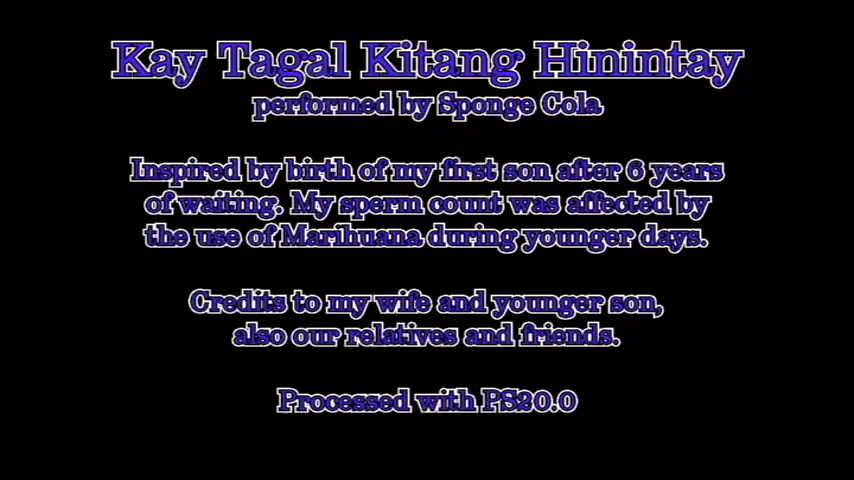 Kay Tagal Kitang Hinintay
performed by Sponge Cola
Inspired by birth of my first son after 6 years
of waiting. My sperm count was affected by
the use of Marihuana during younger days.
Credits to my wife and younger son,
also our relatives and friends.
Processed with PS20.0